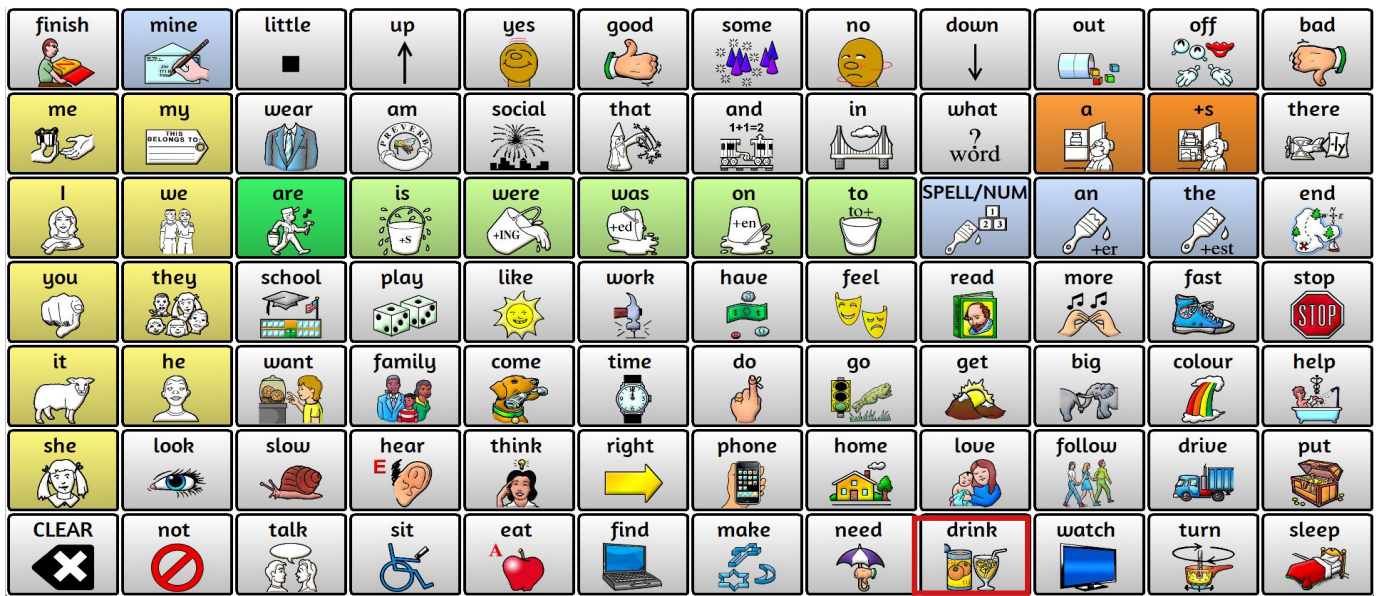 finish mine little up yes good some no down out off bad
me my wear am social that and in what a +s there
THIS
BELONGS TO
PREVERB
1+1=2
?
word
-ly
I we are is were was on to SPELL/NUM an the end
+s +ING +ed +en to+ 1 2 3 +er +est N W E S
you they school play like work have feel read more fast stop
STOP
it he want family come time do go get big colour help
she look slow hear think right phone home love follow drive put
E
CLEAR not talk sit eat find make need drink watch turn sleep
A